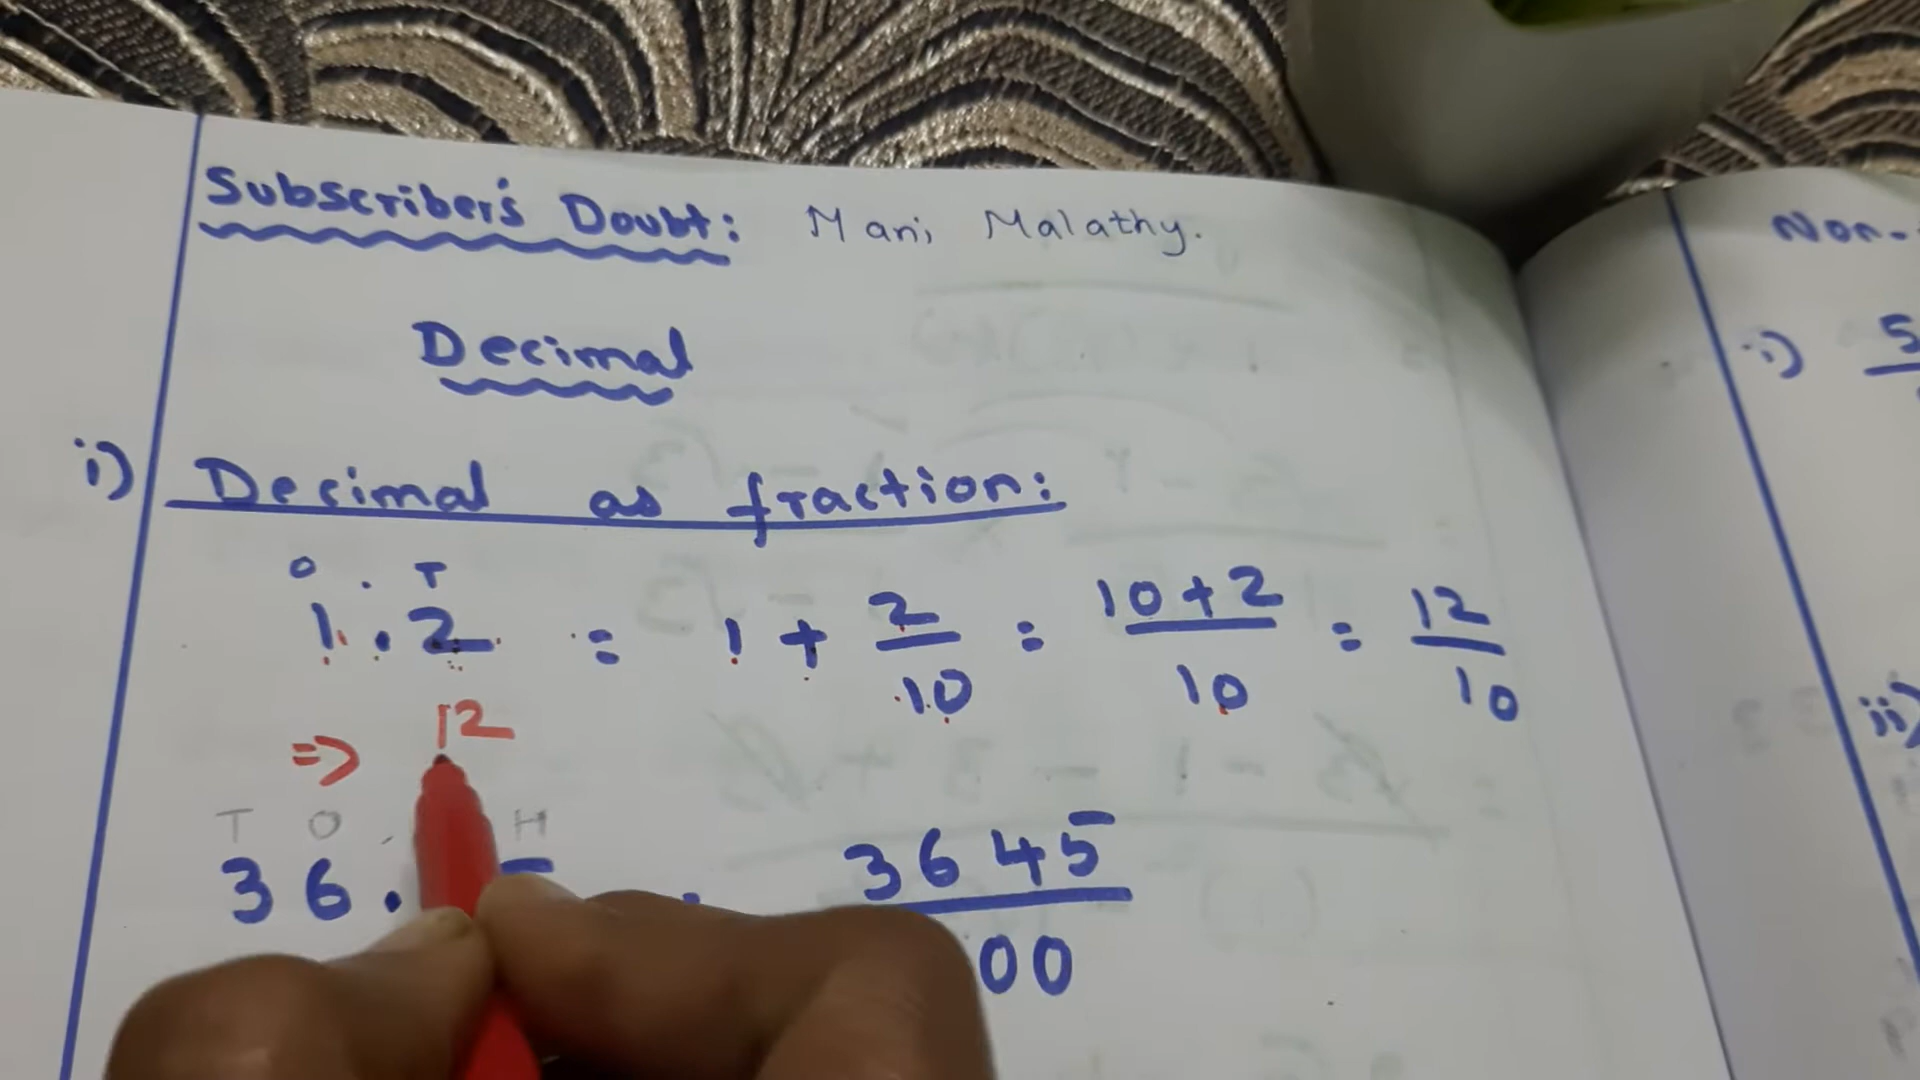 Subscriber's Doubt: Mani, Malathy.
Decimal
i) Decimal as fraction:
O . T
1.2 = 1 + 2/10 = 10+2/10 = 12/10
=> 12
T O . H
36. 3645/00
Non-
i) 5
ii)